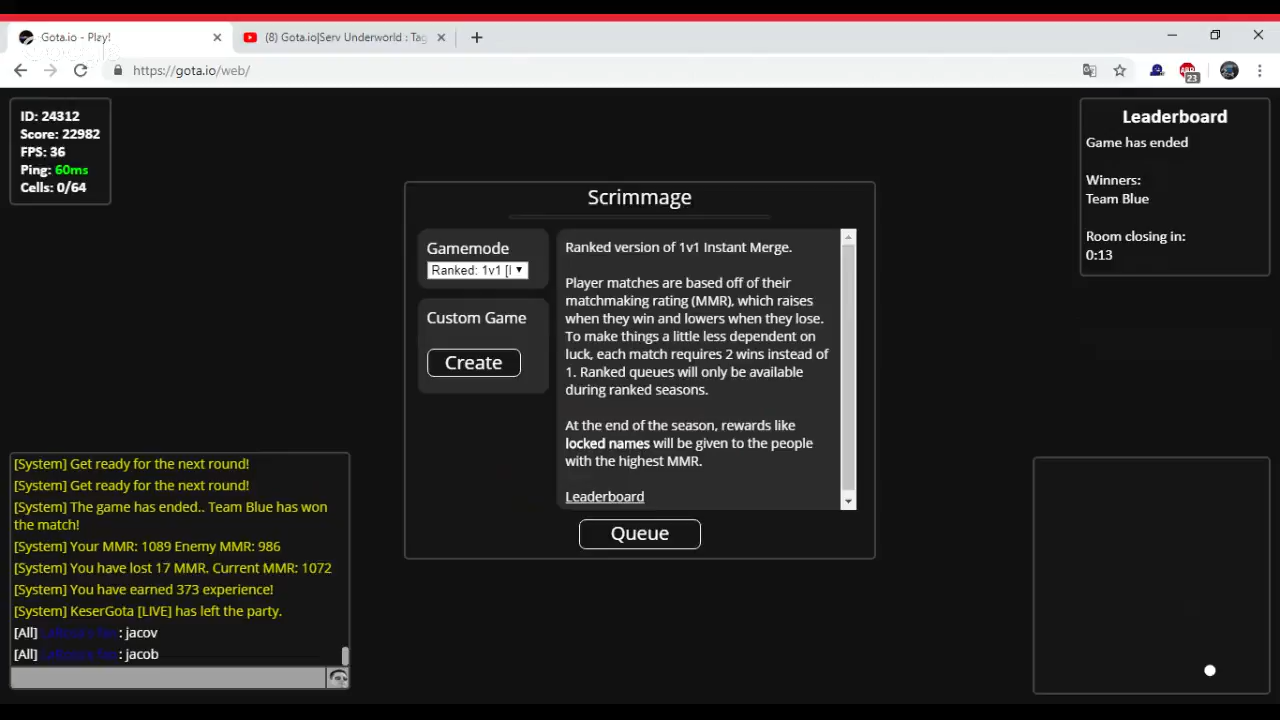 Gota.io - Play!
(8) Gota.io|Serv Underworld : Tag
https://gota.io/web/
23
ID: 24312
Score: 22982
FPS: 36
Ping: 60ms
Cells: 0/64
Leaderboard
Game has ended
Winners:
Team Blue
Room closing in:
0:13
Scrimmage
Gamemode
Ranked: 1v1 [I
Custom Game
Create
Ranked version of 1v1 Instant Merge.
Player matches are based off of their
matchmaking rating (MMR), which raises
when they win and lowers when they lose.
To make things a little less dependent on
luck, each match requires 2 wins instead of
1. Ranked queues will only be available
during ranked seasons.
At the end of the season, rewards like
locked names will be given to the people
with the highest MMR.
Leaderboard
Queue
[System] Get ready for the next round!
[System] Get ready for the next round!
[System] The game has ended.. Team Blue has won
the match!
[System] Your MMR: 1089 Enemy MMR: 986
[System] You have lost 17 MMR. Current MMR: 1072
[System] You have earned 373 experience!
[System] KeserGota [LIVE] has left the party.
[All] : jacov
[All] : jacob